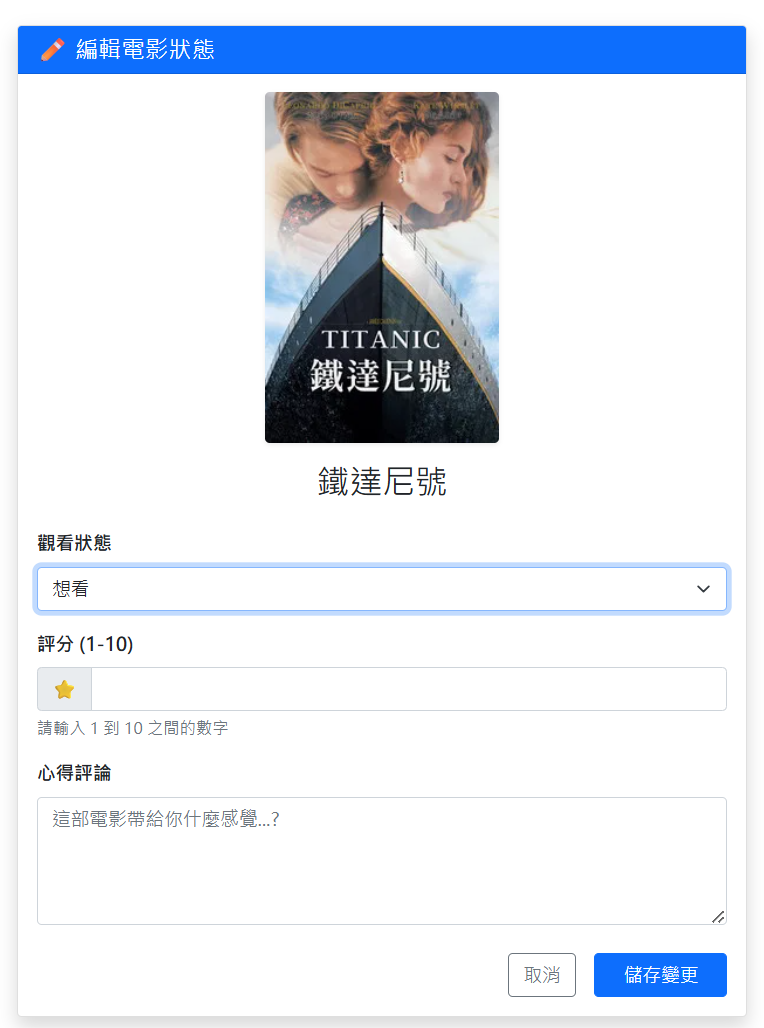 編輯電影狀態
TITANIC
鐵達尼號
鐵達尼號
觀看狀態
想看
評分 (1-10)
請輸入 1 到 10 之間的數字
心得評論
這部電影帶給你什麼感覺...?
取消
儲存變更